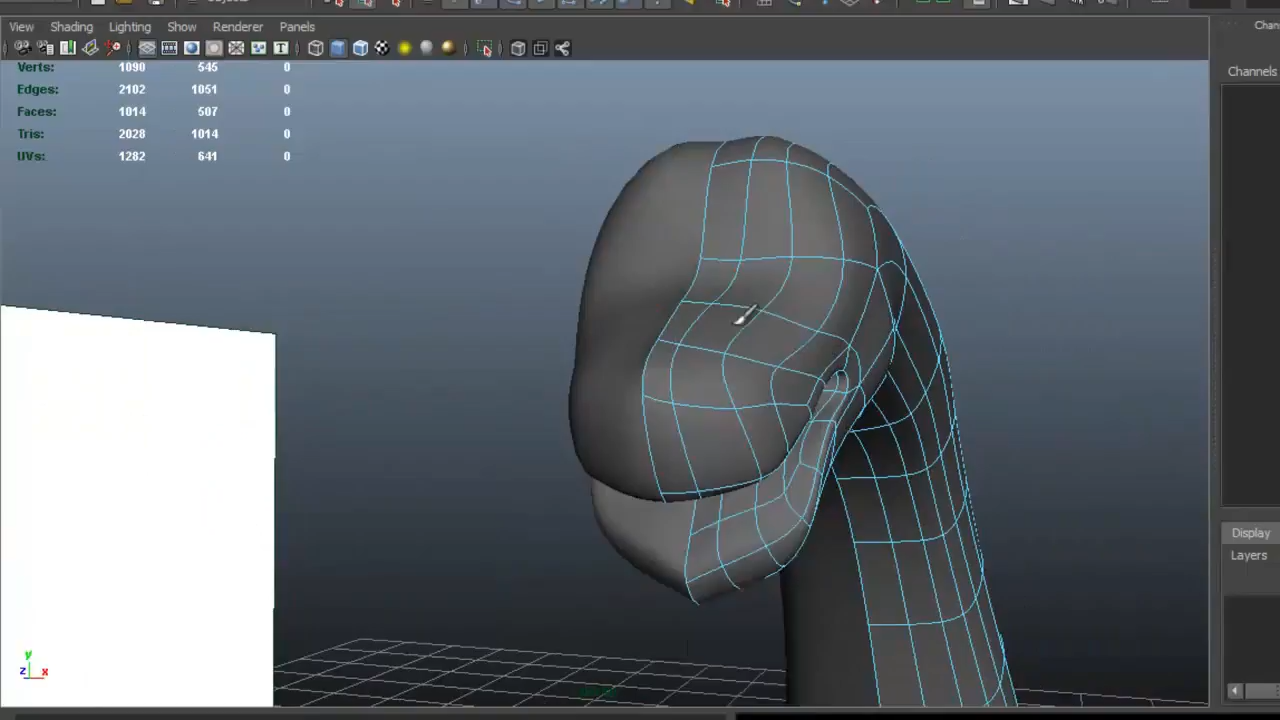 View Shading Lighting Show Renderer Panels
Verts: 1090 545 0
Edges: 2102 1051 0
Faces: 1014 507 0
Tris: 2028 1014 0
UVs: 1282 641 0
Chan
Channels
Display
Layers
y
z x